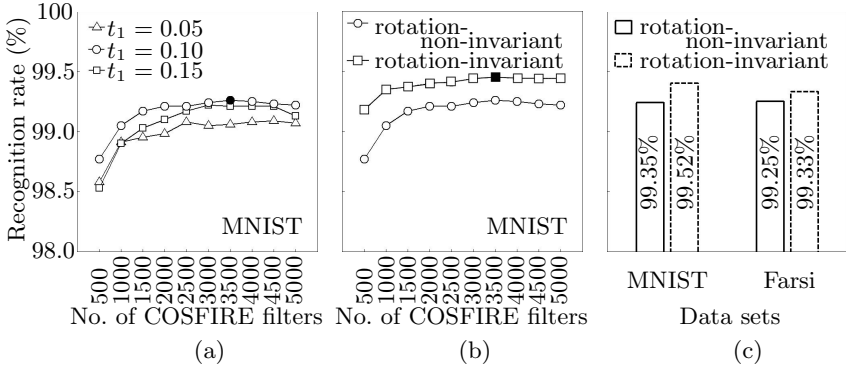 Recognition rate (%)
100
99.5
99.0
98.5
98.0
t₁ = 0.05
t₁ = 0.10
t₁ = 0.15
MNIST
500
1000
1500
2000
2500
3000
3500
4000
4500
5000
No. of COSFIRE filters
(a)
rotation-
non-invariant
rotation-invariant
MNIST
500
1000
1500
2000
2500
3000
3500
4000
4500
5000
No. of COSFIRE filters
(b)
rotation-
non-invariant
rotation-invariant
99.35%
99.52%
99.25%
99.33%
MNIST
Farsi
Data sets
(c)